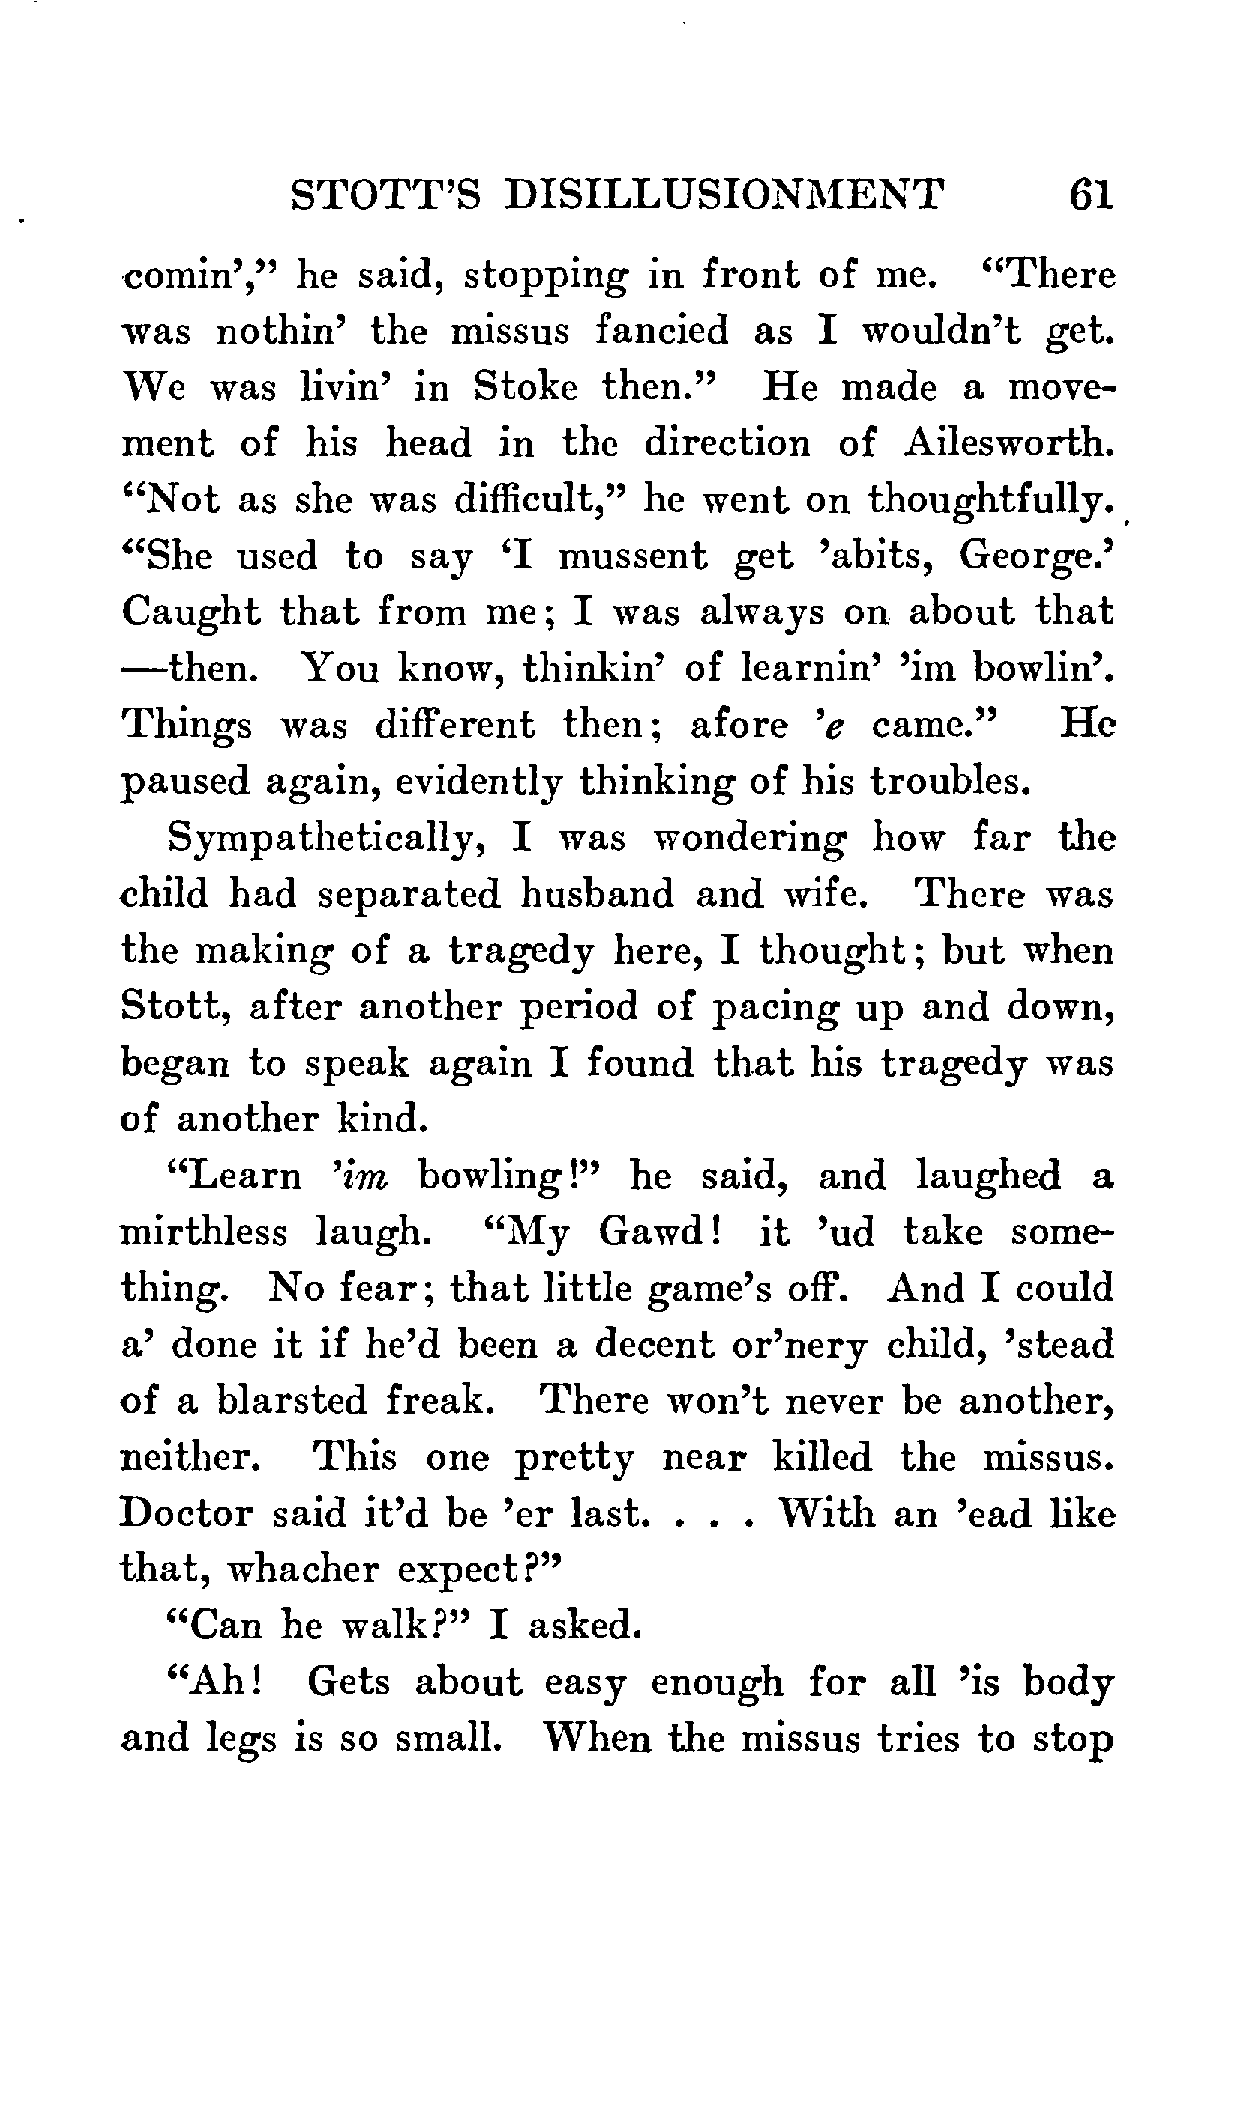 STOTT'S DISILLUSIONMENT 61
comin'," he said, stopping in front of me. "There
was nothin' the missus fancied as I wouldn't get.
We was livin' in Stoke then." He made a move-
ment of his head in the direction of Ailesworth.
"Not as she was difficult," he went on thoughtfully.
"She used to say 'I mussent get 'abits, George.'
Caught that from me; I was always on about that
—then. You know, thinkin' of learnin' 'im bowlin'.
Things was different then; afore 'e came." He
paused again, evidently thinking of his troubles.
Sympathetically, I was wondering how far the
child had separated husband and wife. There was
the making of a tragedy here, I thought; but when
Stott, after another period of pacing up and down,
began to speak again I found that his tragedy was
of another kind.
"Learn 'im bowling!" he said, and laughed a
mirthless laugh. "My Gawd! it 'ud take some-
thing. No fear; that little game's off. And I could
a' done it if he'd been a decent or'nery child, 'stead
of a blarsted freak. There won't never be another,
neither. This one pretty near killed the missus.
Doctor said it'd be 'er last. . . . With an 'ead like
that, whacher expect?"
"Can he walk?" I asked.
"Ah! Gets about easy enough for all 'is body
and legs is so small. When the missus tries to stop